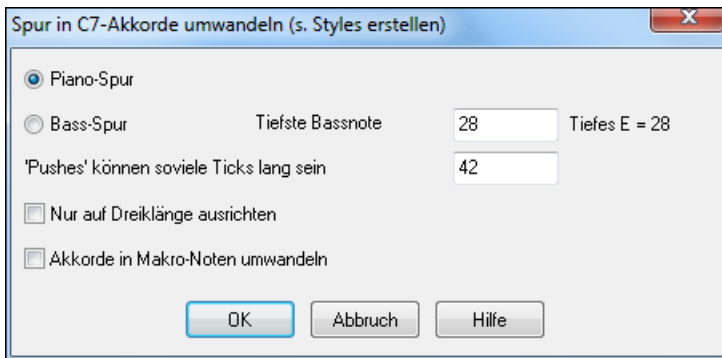 Spur in C7-Akkorde umwandeln (s. Styles erstellen)
Piano-Spur
Bass-Spur Tiefste Bassnote 28 Tiefes E = 28
'Pushes' können soviele Ticks lang sein 42
Nur auf Dreiklänge ausrichten
Akkorde in Makro-Noten umwandeln
OK Abbruch Hilfe